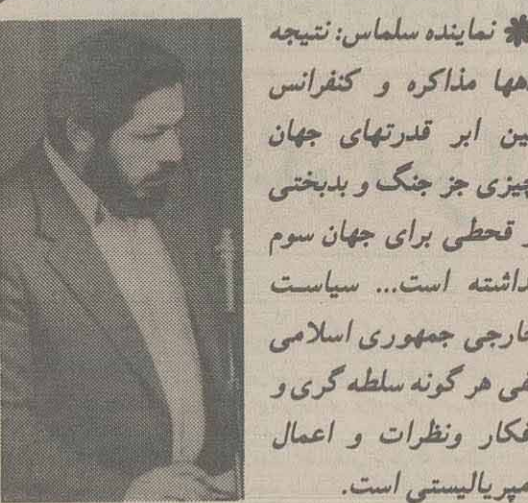 ✽ نماینده سلماس: نتیجه
هها مذاکره و کنفرانس
ین ابر قدرتهای جهان
چیزی جز جنگ و بدبختی
و قحطی برای جهان سوم
داشته است... سیاست
خارجی جمهوری اسلامی
فی هر گونه سلطه گری و
فکار ونظرات و اعمال
مپریالیستی است.